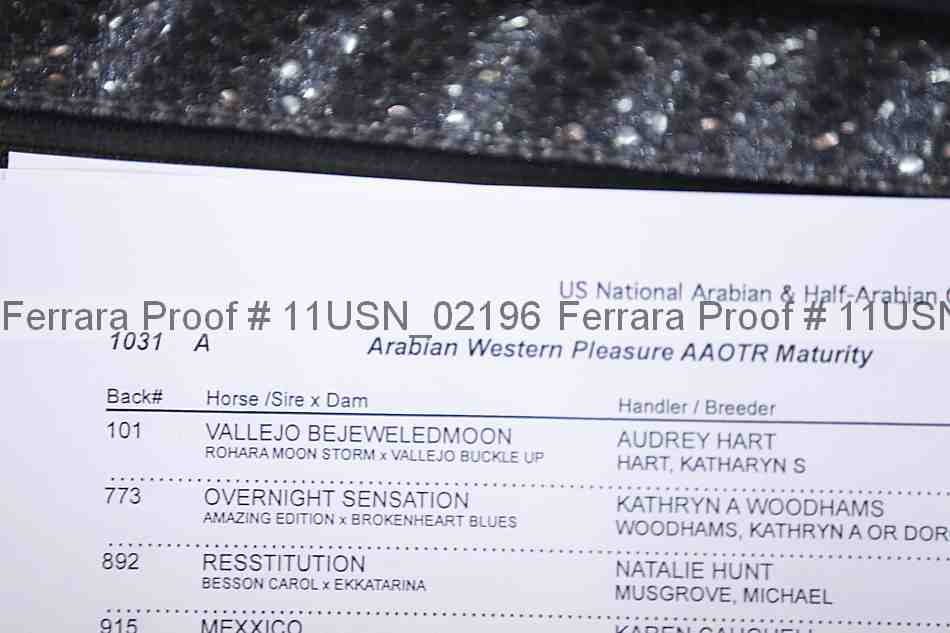 US National Arabian & Half-Arabian
Ferrara Proof # 11USN_02196 Ferrara Proof # 11USN
1031 A Arabian Western Pleasure AAOTR Maturity
Back# Horse /Sire x Dam Handler / Breeder
101 VALLEJO BEJEWELEDMOON AUDREY HART
ROHARA MOON STORM x VALLEJO BUCKLE UP HART, KATHARYN S
773 OVERNIGHT SENSATION KATHRYN A WOODHAMS
AMAZING EDITION x BROKENHEART BLUES WOODHAMS, KATHRYN A OR DOR
892 RESSTITUTION NATALIE HUNT
BESSON CAROL x EKKATARINA MUSGROVE, MICHAEL
915 MEXXICO KAREN